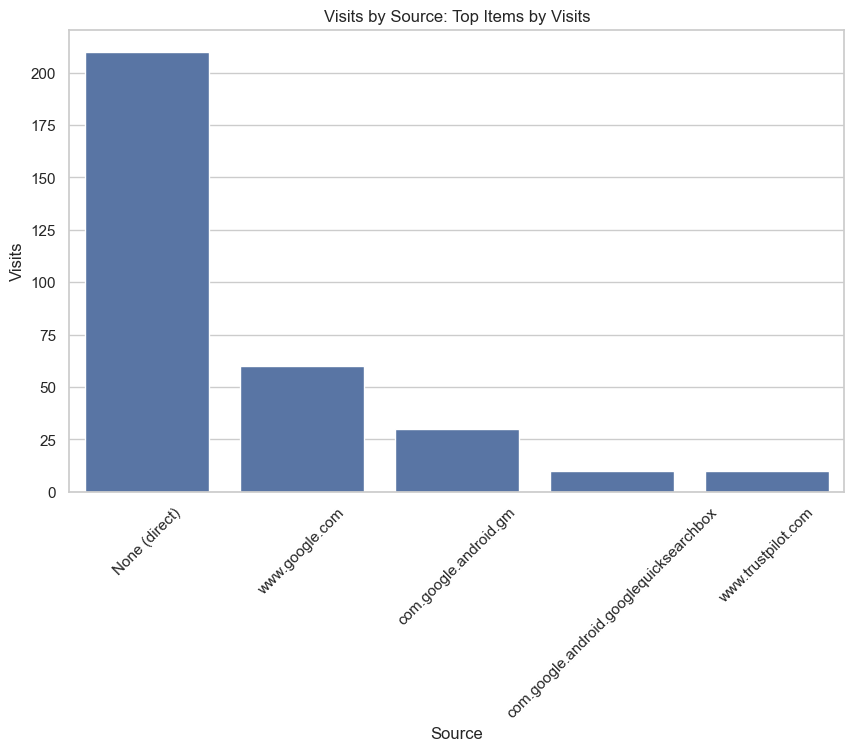 Visits by Source: Top Items by Visits
Visits
200
175
150
125
100
75
50
25
0
None (direct)
www.google.com
com.google.android.gm
com.google.android.googlequicksearchbox
www.trustpilot.com
Source